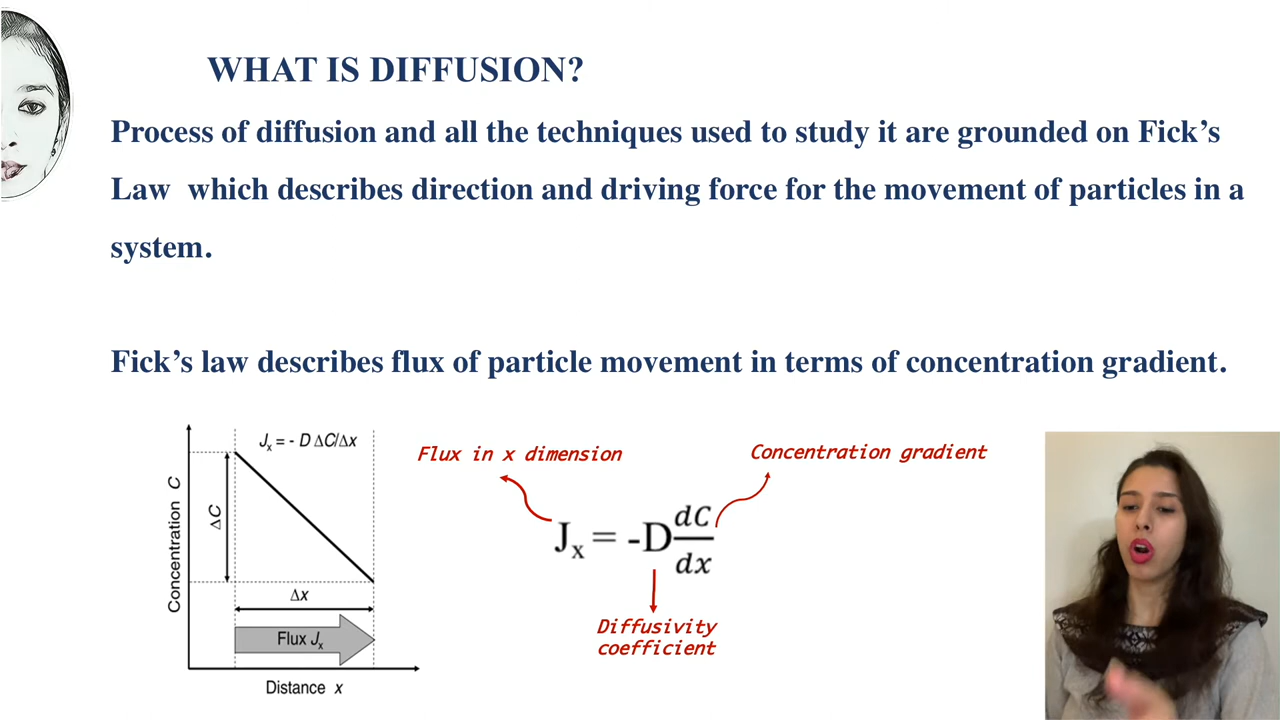 WHAT IS DIFFUSION?
Process of diffusion and all the techniques used to study it are grounded on Fick's
Law which describes direction and driving force for the movement of particles in a
system.
Fick's law describes flux of particle movement in terms of concentration gradient.
Jx = - D ΔC/Δx
Concentration C
ΔC
Δx
Flux Jx
Distance x
Flux in x dimension
Concentration gradient
Jx = -D dC/dx
Diffusivity
coefficient